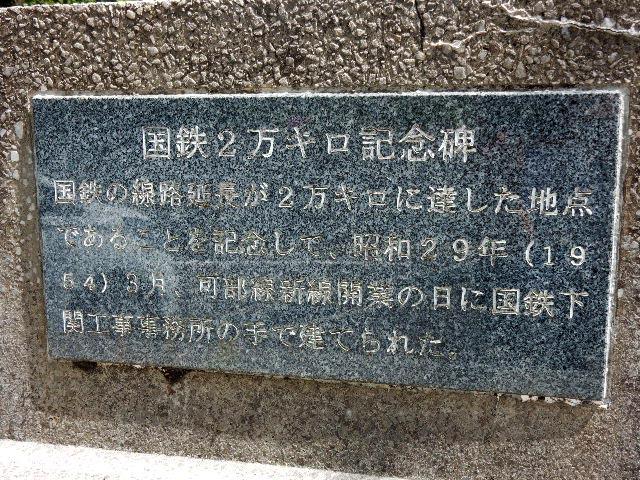 国鉄２万キロ記念碑
国鉄の線路延長が２万キロに達した地点
であることを記念して、昭和２９年（１９
５４）３月、可部線新線開業の日に国鉄下
関工事事務所の手で建てられた。